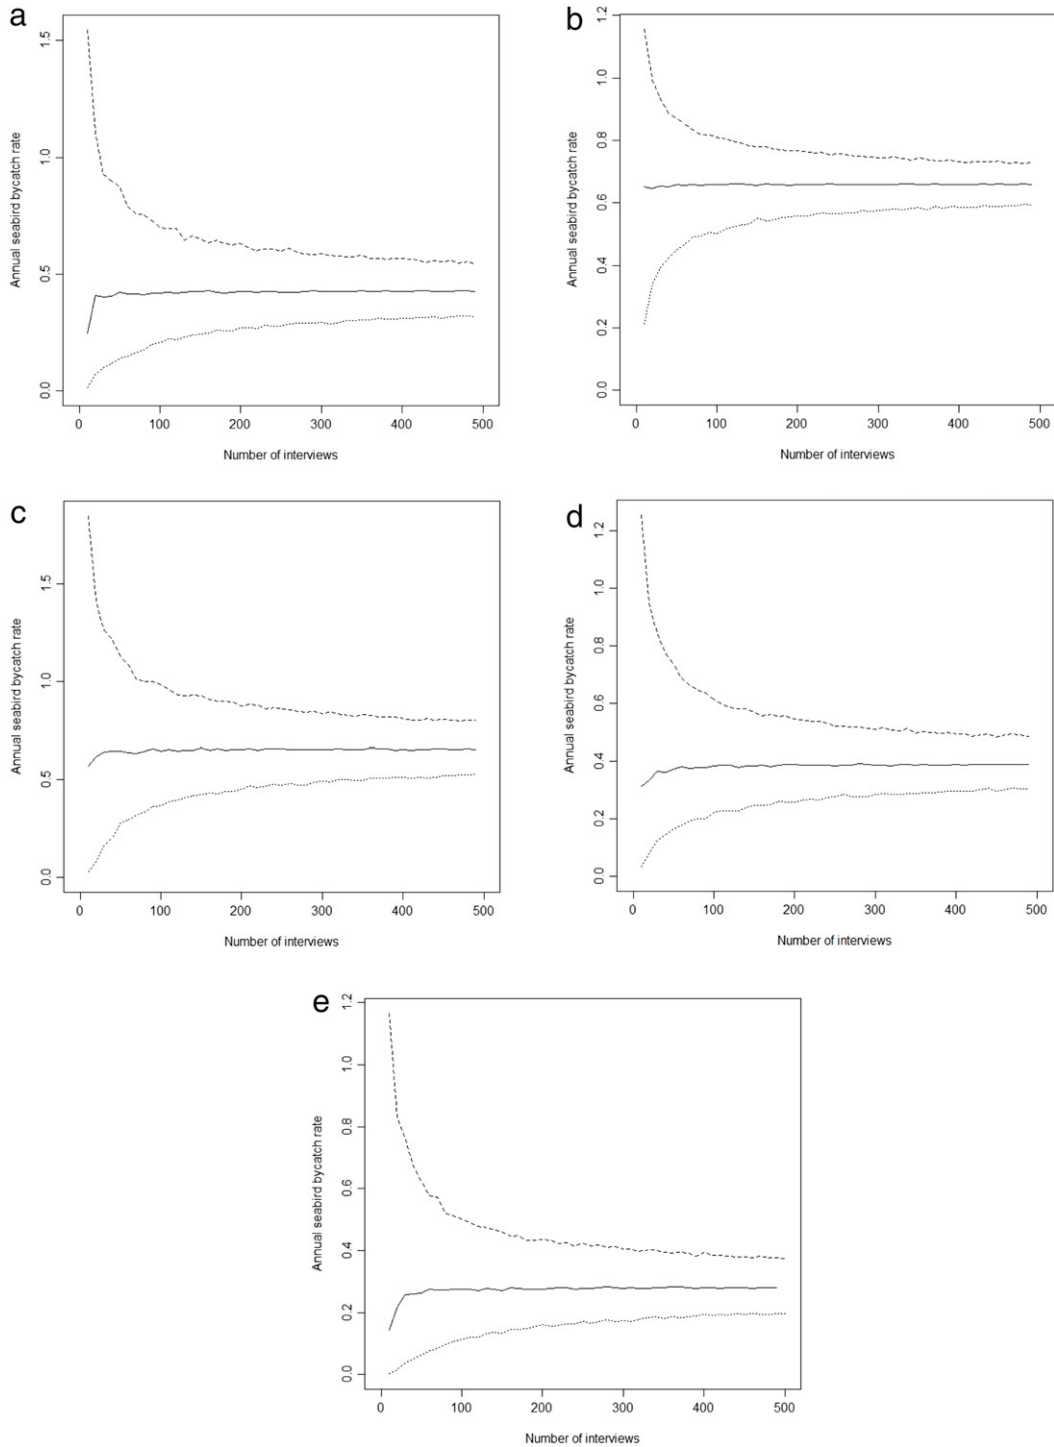 a
Annual seabird bycatch rate
1.5
1.0
0.5
0.0
0 100 200 300 400 500
Number of interviews
b
Annual seabird bycatch rate
1.2
1.0
0.8
0.6
0.4
0.2
0.0
0 100 200 300 400 500
Number of interviews
c
Annual seabird bycatch rate
1.5
1.0
0.5
0.0
0 100 200 300 400 500
Number of interviews
d
Annual seabird bycatch rate
1.2
1.0
0.8
0.6
0.4
0.2
0.0
0 100 200 300 400 500
Number of interviews
e
Annual seabird bycatch rate
1.2
1.0
0.8
0.6
0.4
0.2
0.0
0 100 200 300 400 500
Number of interviews